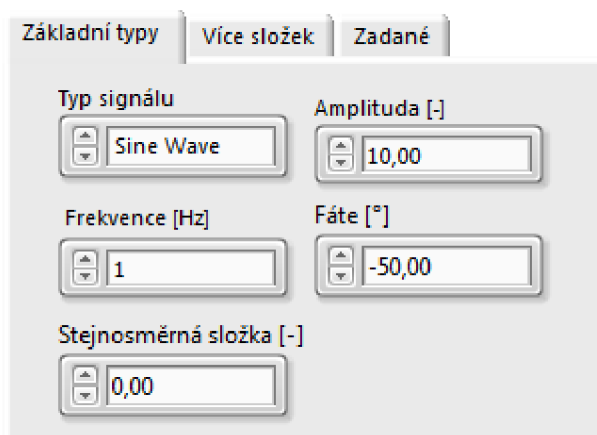 Základní typy
Více složek
Zadané
Typ signálu
Sine Wave
Amplituda [-]
10,00
Frekvence [Hz]
1
Fáte [°]
-50,00
Stejnosměrná složka [-]
0,00